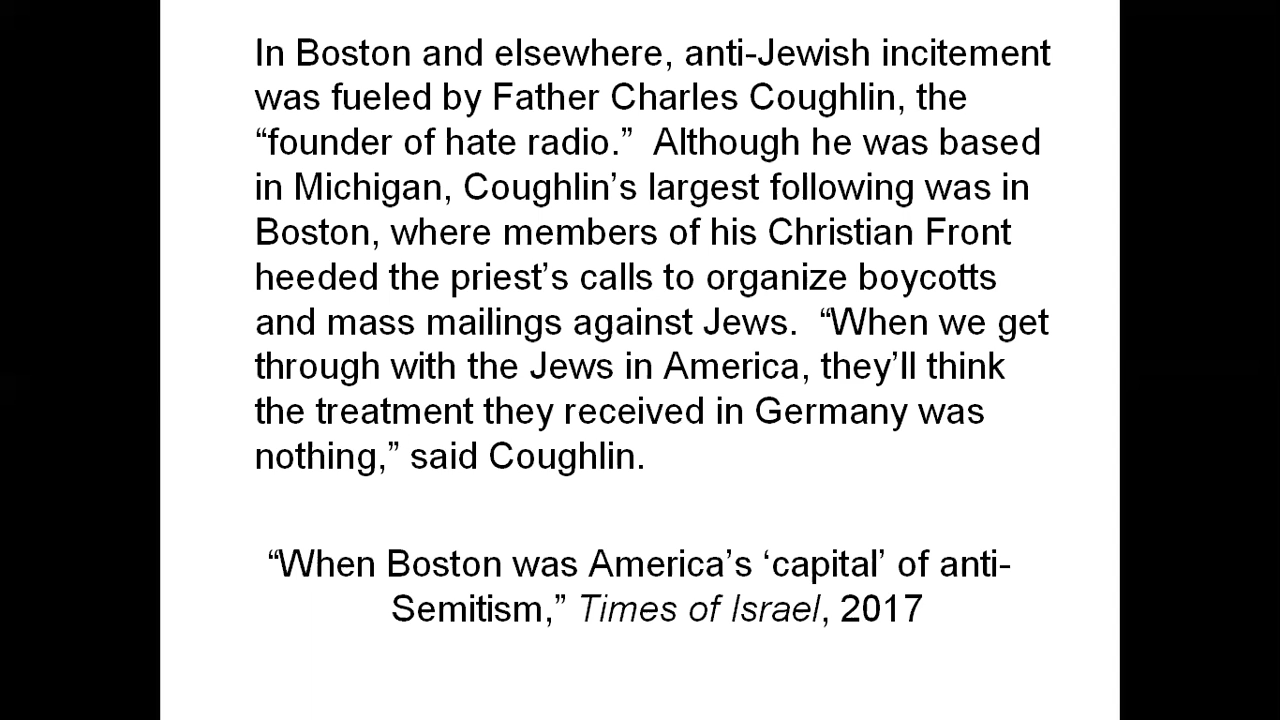 In Boston and elsewhere, anti-Jewish incitement
was fueled by Father Charles Coughlin, the
“founder of hate radio.”  Although he was based
in Michigan, Coughlin’s largest following was in
Boston, where members of his Christian Front
heeded the priest’s calls to organize boycotts
and mass mailings against Jews.  “When we get
through with the Jews in America, they’ll think
the treatment they received in Germany was
nothing,” said Coughlin.
“When Boston was America’s ‘capital’ of anti-
Semitism,” Times of Israel, 2017